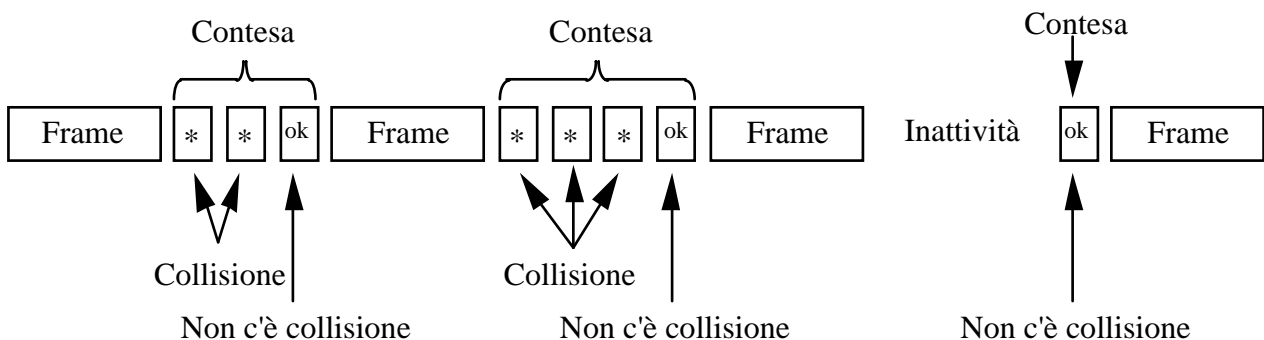 Contesa Contesa Contesa
Frame * * ok Frame * * * ok Frame Inattività ok Frame
Collisione Collisione
Non c'è collisione Non c'è collisione Non c'è collisione